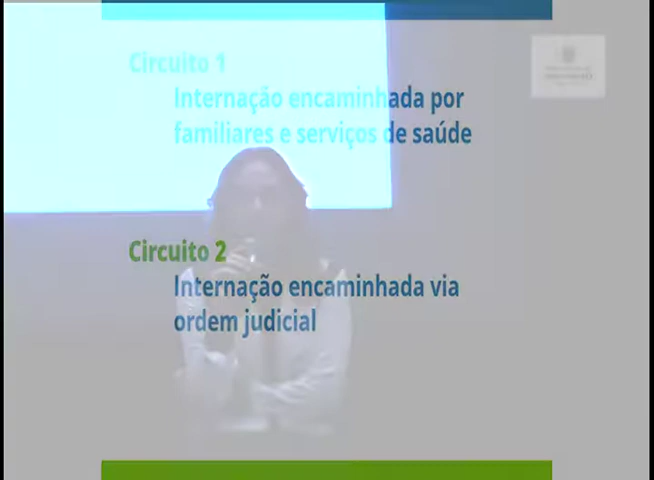 Circuito 1
Internação encaminhada por
familiares e serviços de saúde
Circuito 2
Internação encaminhada via
ordem judicial